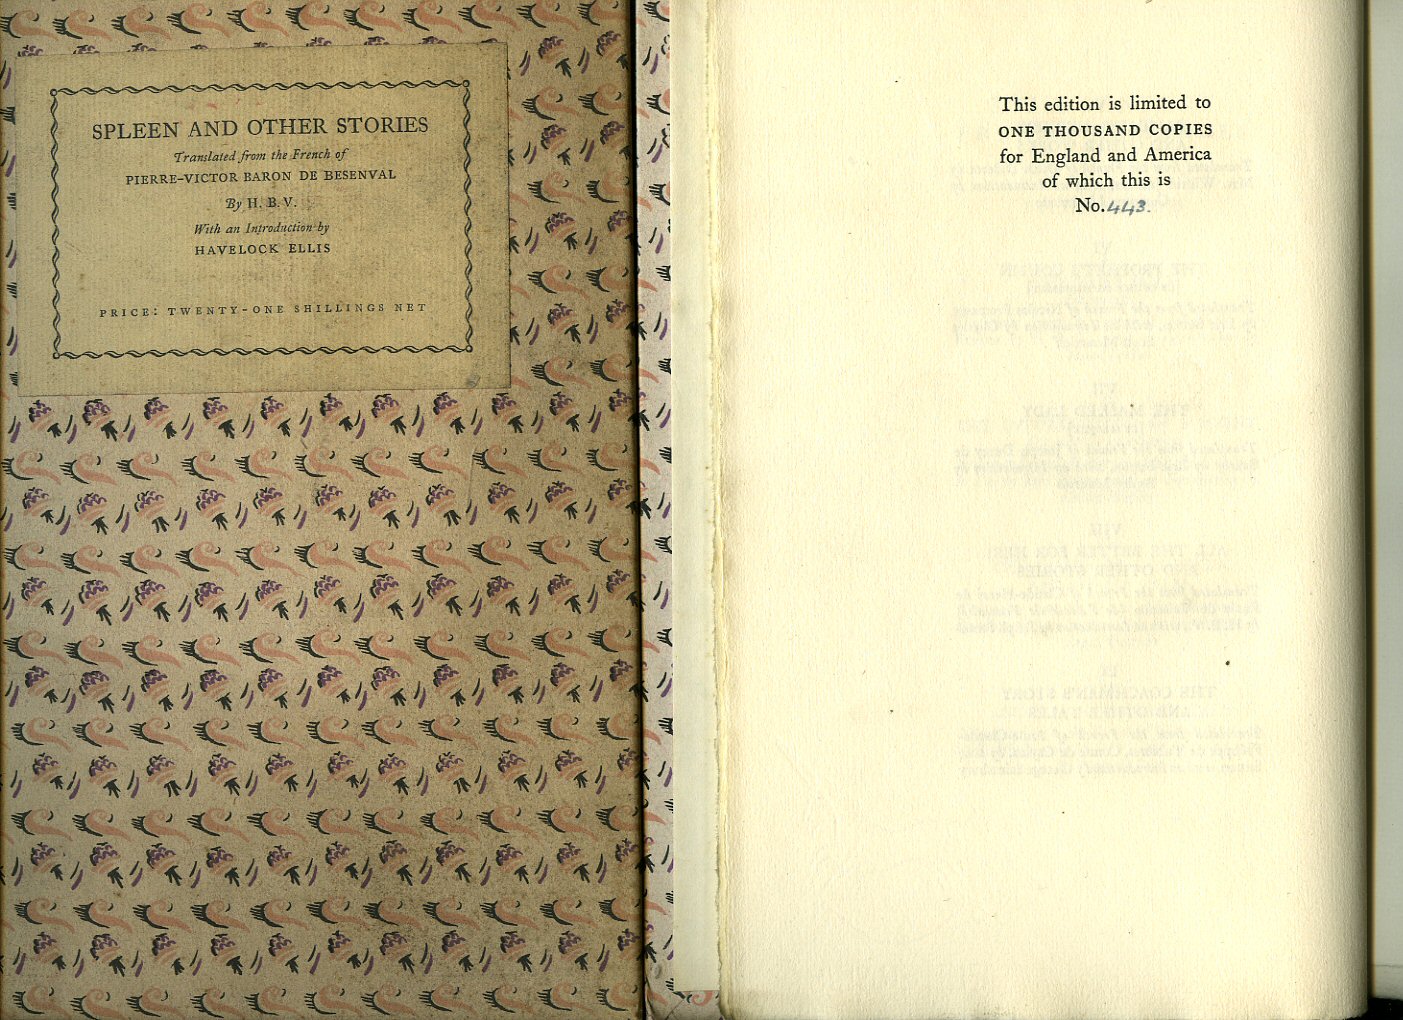 SPLEEN AND OTHER STORIES
Translated from the French of
PIERRE-VICTOR BARON DE BESENVAL
By H. B. V.
With an Introduction by
HAVELOCK ELLIS
PRICE: TWENTY-ONE SHILLINGS NET
This edition is limited to
ONE THOUSAND COPIES
for England and America
of which this is
No. 443.